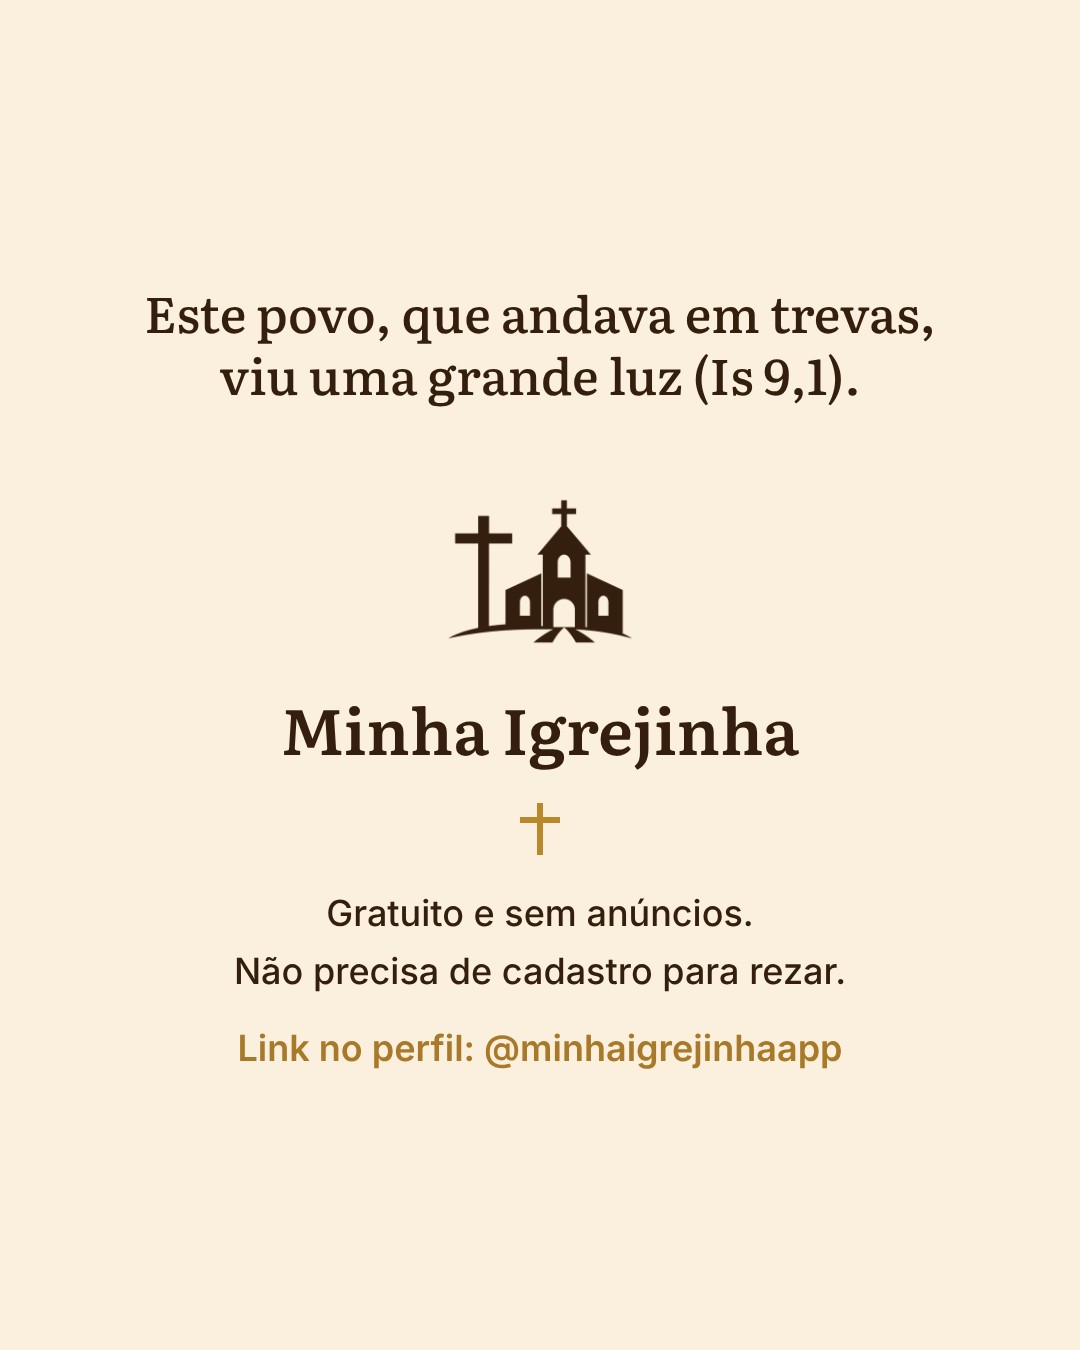 Este povo, que andava em trevas,
viu uma grande luz (Is 9,1).
Minha Igrejinha
Gratuito e sem anúncios.
Não precisa de cadastro para rezar.
Link no perfil: @minhaigrejinhaapp